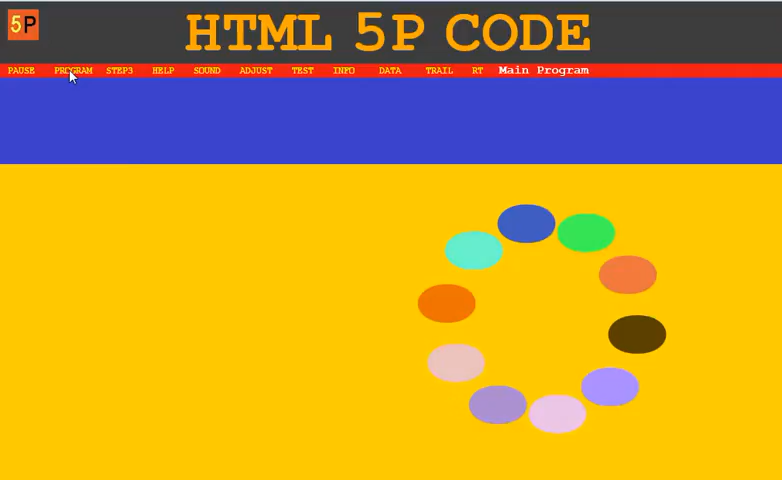 5P
HTML 5P CODE
PAUSE PROGRAM STEP3 HELP SOUND ADJUST TEST INFO DATA TRAIL RT Main Program